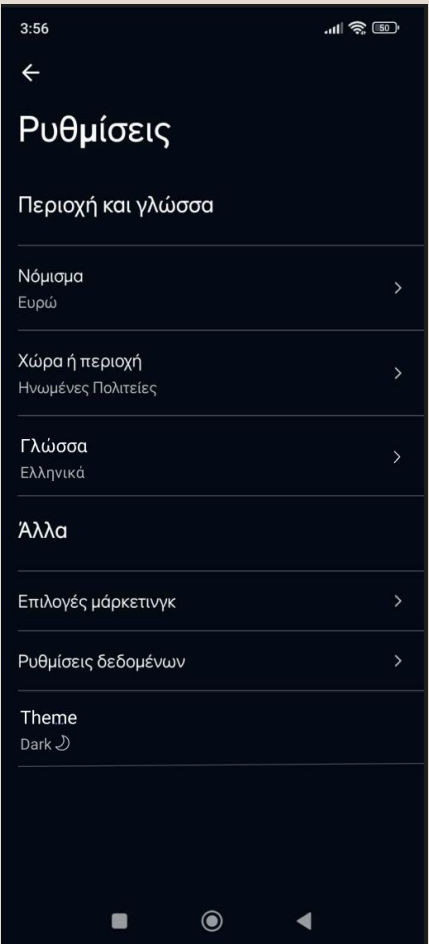 3:56
50
Ρυθμίσεις
Περιοχή και γλώσσα
Νόμισμα
Ευρώ
Χώρα ή περιοχή
Ηνωμένες Πολιτείες
Γλώσσα
Ελληνικά
Άλλα
Επιλογές μάρκετινγκ
Ρυθμίσεις δεδομένων
Theme
Dark